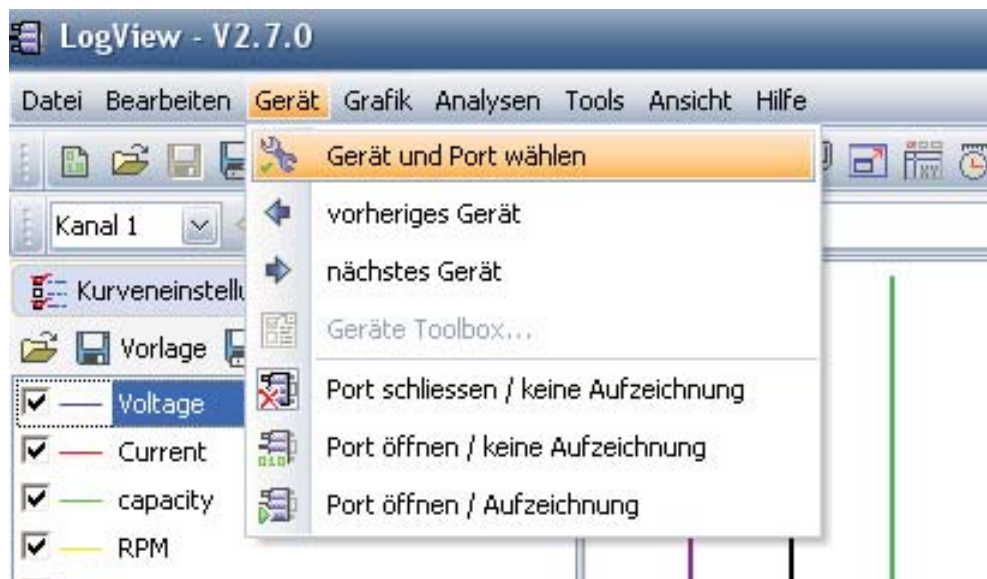 LogView - V2.7.0
Datei Bearbeiten Gerät Grafik Analysen Tools Ansicht Hilfe
Gerät und Port wählen
Kanal 1
vorheriges Gerät
nächstes Gerät
Geräte Toolbox...
Vorlage
Port schliessen / keine Aufzeichnung
Voltage
Port öffnen / keine Aufzeichnung
Current
Port öffnen / Aufzeichnung
capacity
RPM